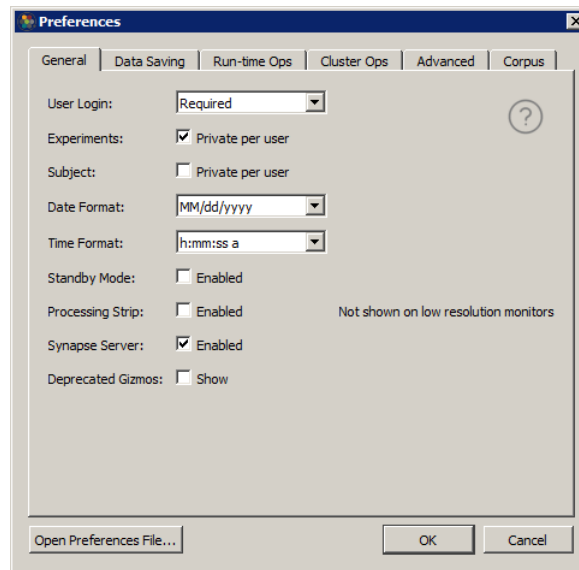 Preferences
General Data Saving Run-time Ops Cluster Ops Advanced Corpus
User Login: Required
?
Experiments: Private per user
Subject: Private per user
Date Format: MM/dd/yyyy
Time Format: h:mm:ss a
Standby Mode: Enabled
Processing Strip: Enabled Not shown on low resolution monitors
Synapse Server: Enabled
Deprecated Gizmos: Show
Open Preferences File... OK Cancel